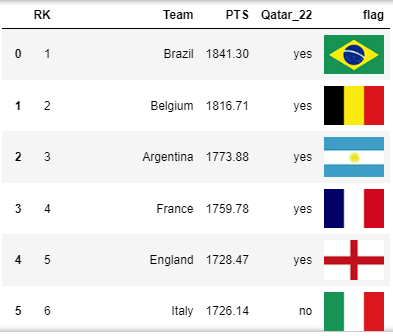 RK Team PTS Qatar_22 flag
0 1 Brazil 1841.30 yes
1 2 Belgium 1816.71 yes
2 3 Argentina 1773.88 yes
3 4 France 1759.78 yes
4 5 England 1728.47 yes
5 6 Italy 1726.14 no